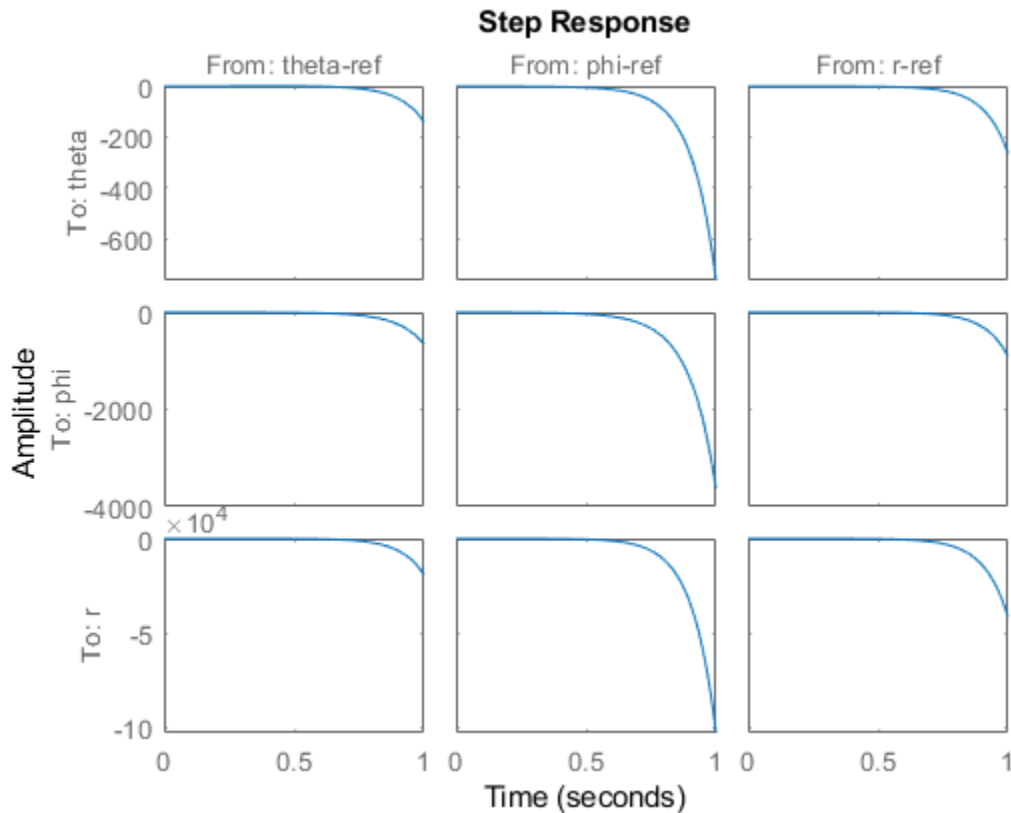 Step Response
From: theta-ref From: phi-ref From: r-ref
Amplitude
To: theta
0
-200
-400
-600
To: phi
0
-2000
-4000
×10⁴
To: r
0
-5
-10
0 0.5 1 0 0.5 1 0 0.5 1
Time (seconds)